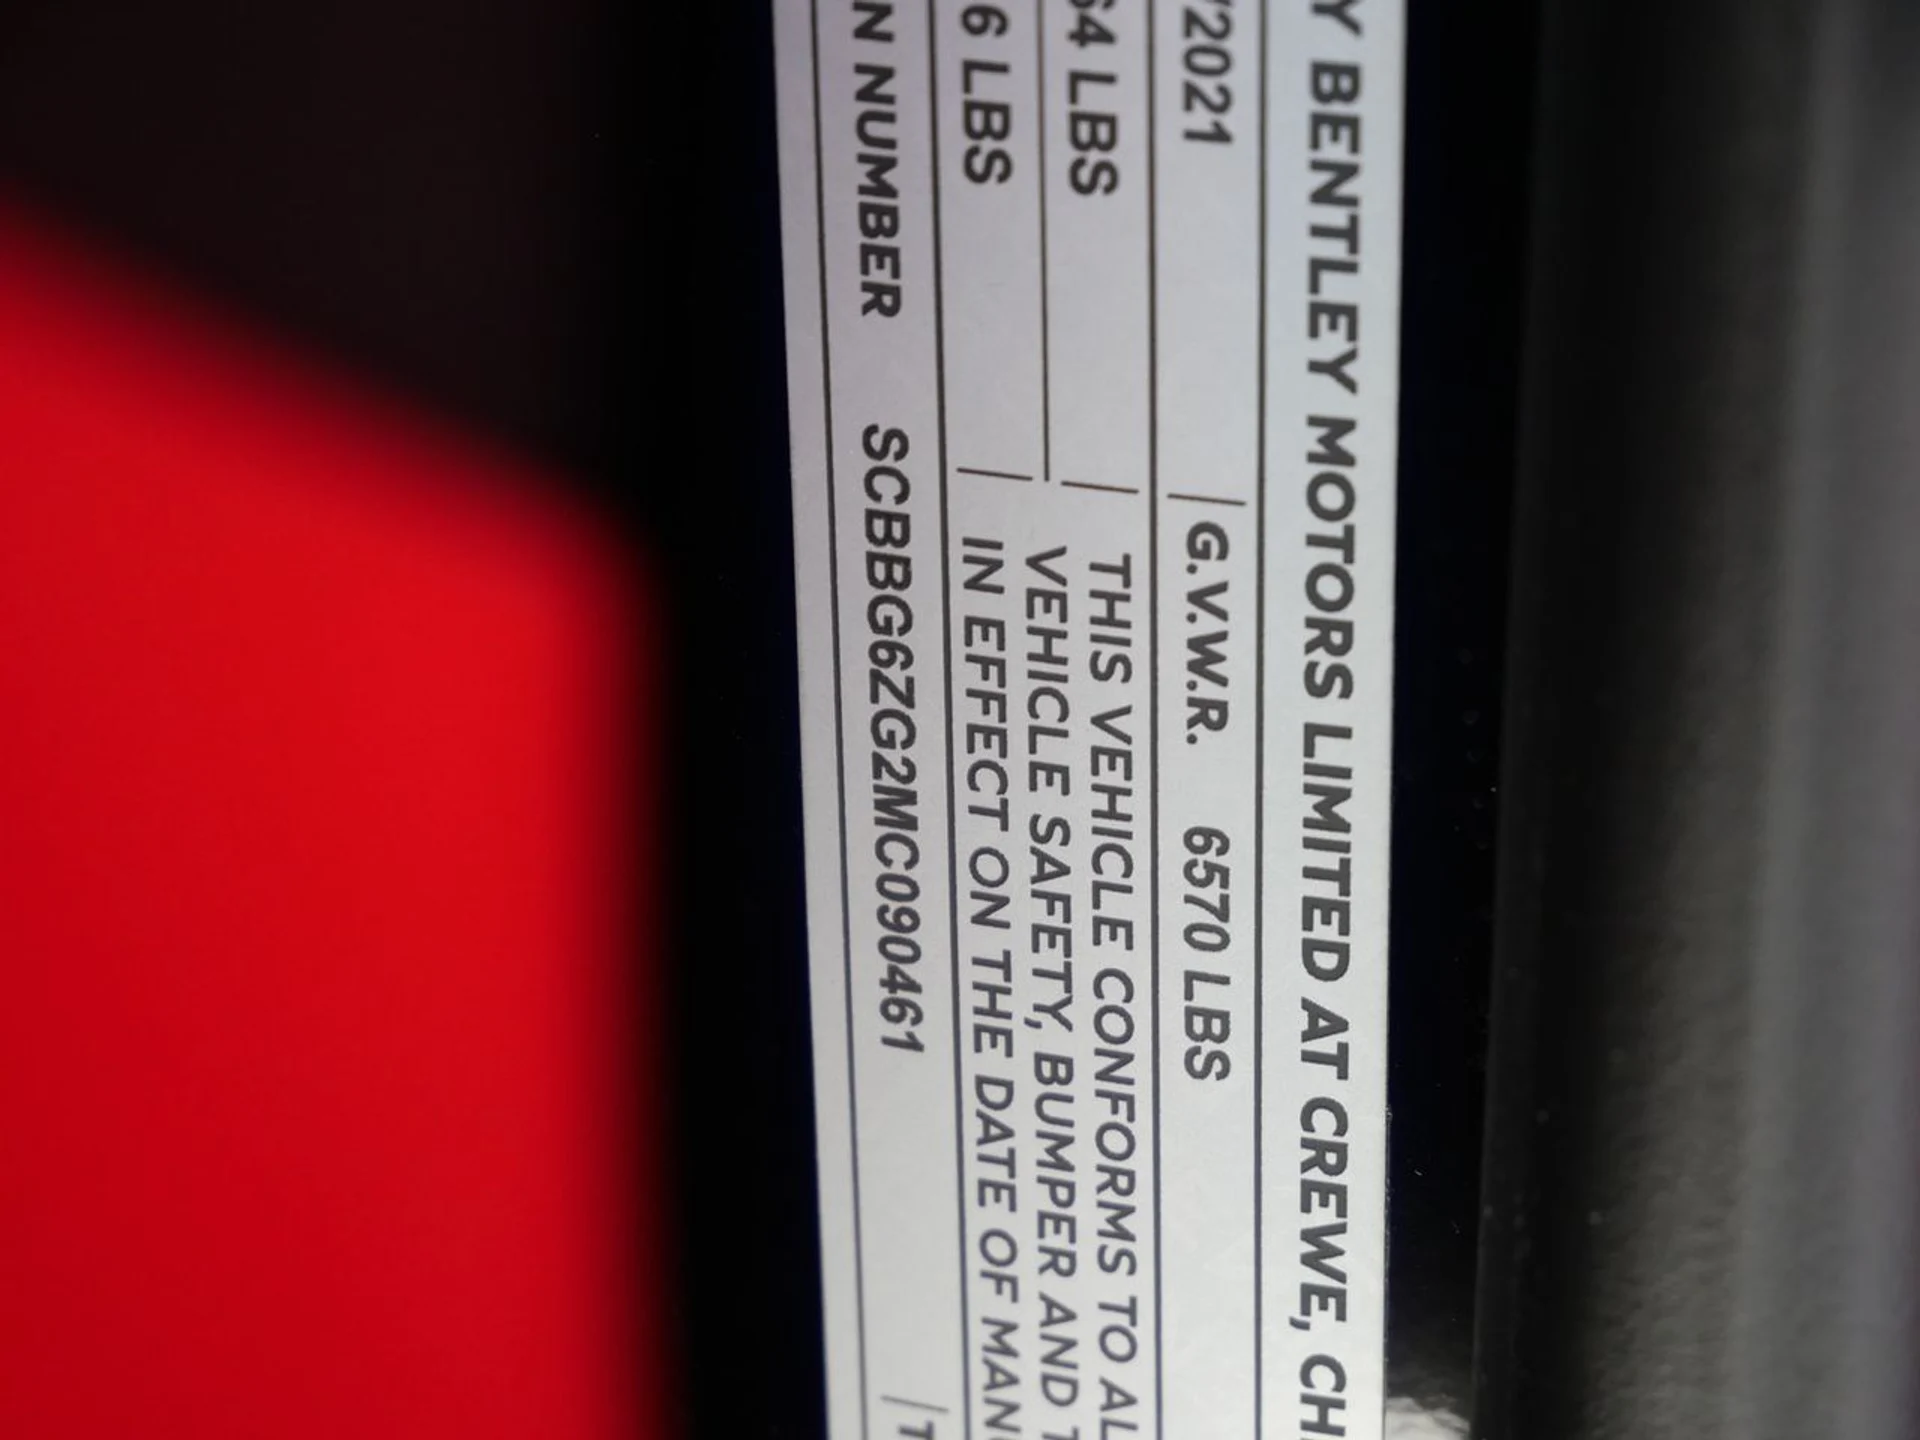 Y BENTLEY MOTORS LIMITED AT CREWE, CH
/2021 G.V.W.R. 6570 LBS
64 LBS THIS VEHICLE CONFORMS TO AL
VEHICLE SAFETY, BUMPER AND T
6 LBS IN EFFECT ON THE DATE OF MAN
N NUMBER SCBBG6ZG2MC090461 T